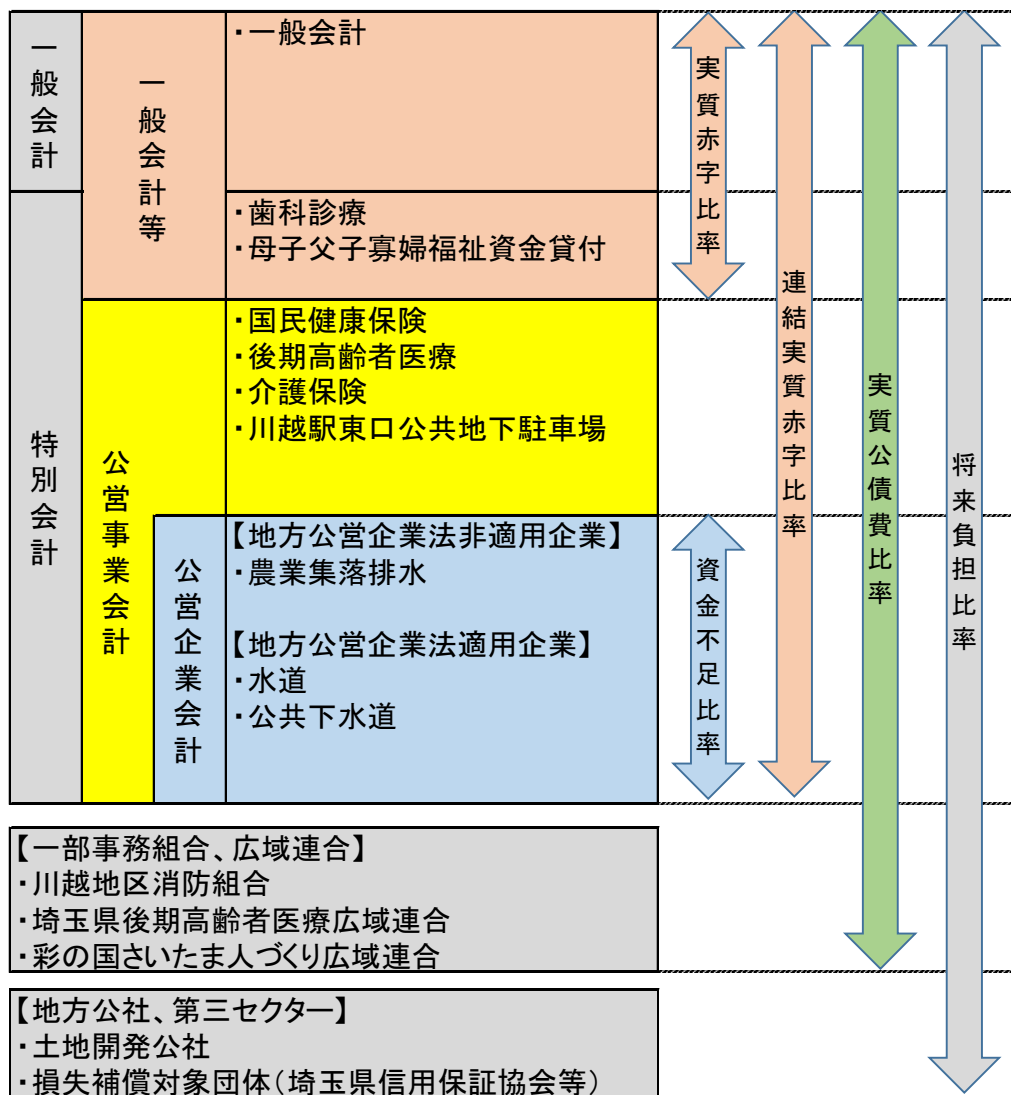 一般会計
一般会計等
・一般会計
・歯科診療
・母子父子寡婦福祉資金貸付
特別会計
公営事業会計
・国民健康保険
・後期高齢者医療
・介護保険
・川越駅東口公共地下駐車場
公営企業会計
【地方公営企業法非適用企業】
・農業集落排水
【地方公営企業法適用企業】
・水道
・公共下水道
実質赤字比率
資金不足比率
連結実質赤字比率
実質公債費比率
将来負担比率
【一部事務組合、広域連合】
・川越地区消防組合
・埼玉県後期高齢者医療広域連合
・彩の国さいたま人づくり広域連合
【地方公社、第三セクター】
・土地開発公社
・損失補償対象団体(埼玉県信用保証協会等)